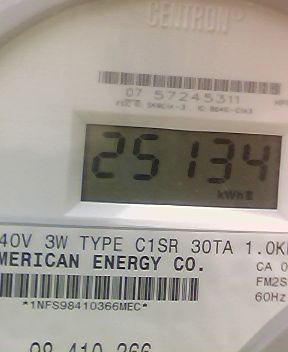 CENTRON
07 57245311
25134
kWh
40V 3W TYPE C1SR 30TA 1.0K
MERICAN ENERGY CO.
CA 0
FM2S
60Hz
*1NFS98410366MEC*
98 410 366